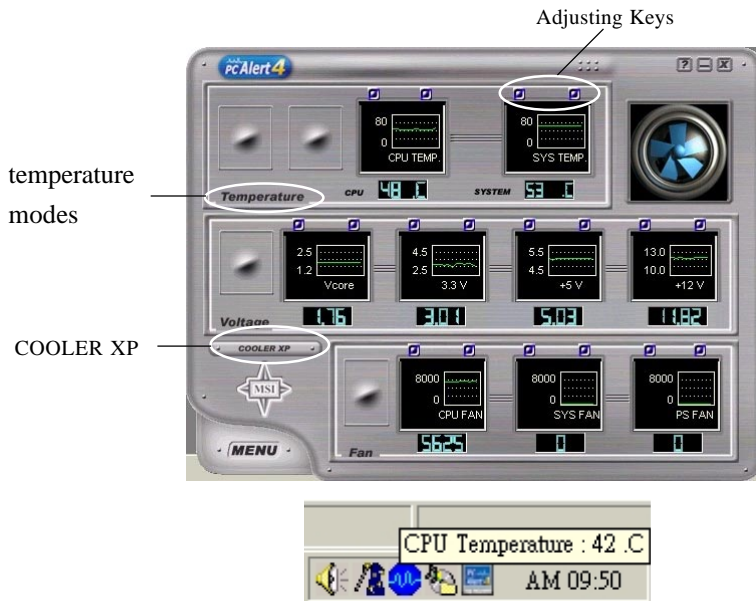 Adjusting Keys
PC Alert 4
? — X
80
0
CPU TEMP.
80
0
SYS TEMP.
temperature
modes
Temperature
CPU
48 .C
SYSTEM
53 .C
2.5
1.2
Vcore
4.5
2.5
3.3 V
5.5
4.5
+5 V
13.0
10.0
+12 V
Voltage
1.76
3.01
5.03
11.82
COOLER XP
COOLER XP
MSI
8000
0
CPU FAN
8000
0
SYS FAN
8000
0
PS FAN
MENU
Fan
5625
0
0
CPU Temperature : 42 .C
AM 09:50